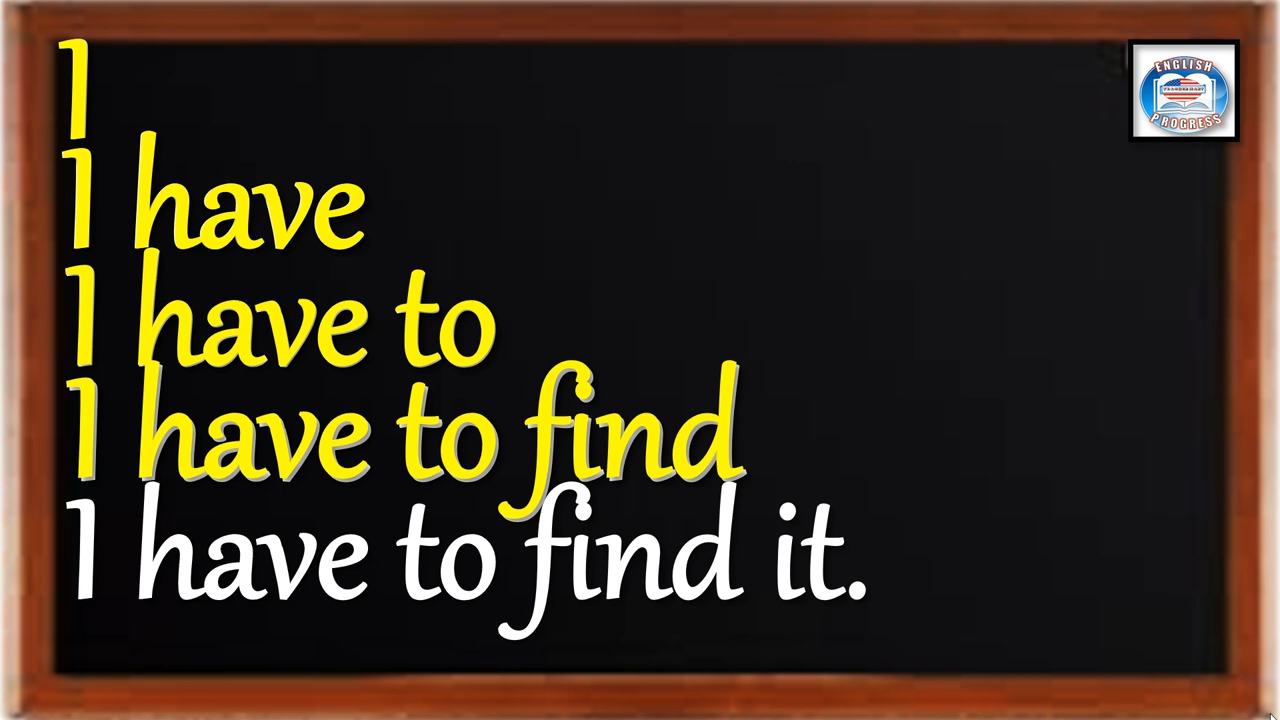 I
I have
I have to
I have to find
I have to find it.
ENGLISH
PROGRESS